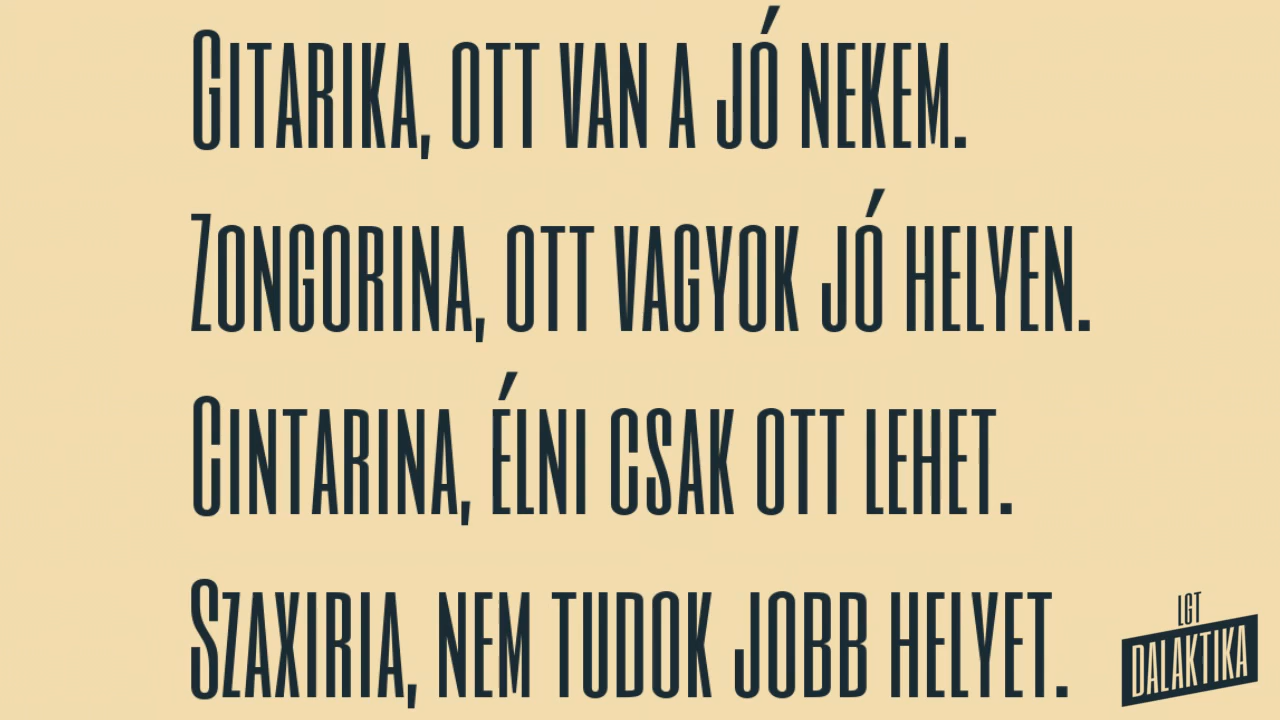 Gitarika, ott van a jó nekem.
Zongorina, ott vagyok jó helyen.
Cintarina, élni csak ott lehet.
Szaxiria, nem tudok jobb helyet.
LGT
DALAKTIKA